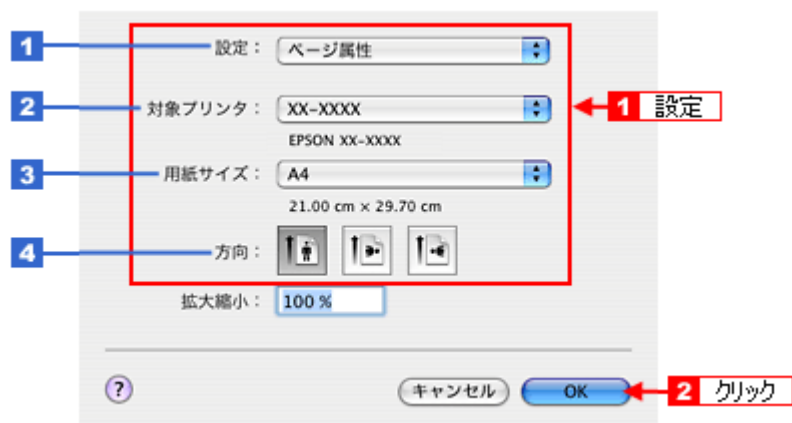 1 設定： ページ属性
2 対象プリンタ： XX-XXXX 1 設定
EPSON XX-XXXX
3 用紙サイズ： A4
21.00 cm × 29.70 cm
4 方向：
拡大縮小： 100 %
? キャンセル OK 2 クリック